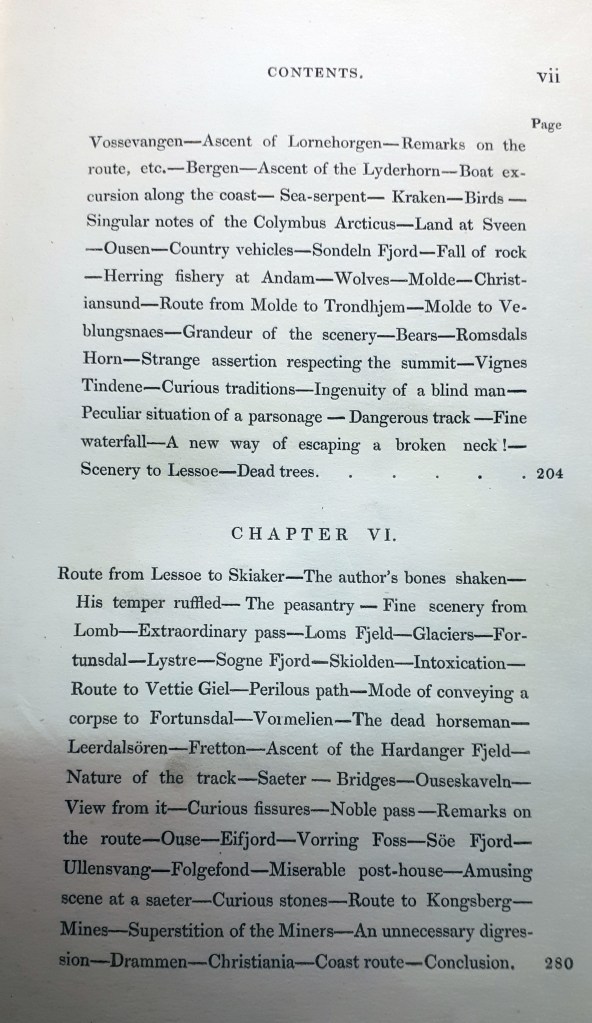 CONTENTS. vii
Page
Vossevangen—Ascent of Lornehorgen—Remarks on the
route, etc.—Bergen—Ascent of the Lyderhorn—Boat ex-
cursion along the coast— Sea-serpent— Kraken—Birds —
Singular notes of the Colymbus Arcticus—Land at Sveen
—Ousen—Country vehicles—Sondeln Fjord—Fall of rock
—Herring fishery at Andam—Wolves—Molde—Christ-
iansund—Route from Molde to Trondhjem—Molde to Ve-
blungsnaes—Grandeur of the scenery—Bears—Romsdals
Horn—Strange assertion respecting the summit—Vignes
Tindene—Curious traditions—Ingenuity of a blind man—
Peculiar situation of a parsonage — Dangerous track —Fine
waterfall—A new way of escaping a broken neck!—
Scenery to Lessoe—Dead trees. . . . . . 204
CHAPTER VI.
Route from Lessoe to Skiaker—The author's bones shaken—
His temper ruffled— The peasantry — Fine scenery from
Lomb—Extraordinary pass—Loms Fjeld—Glaciers—For-
tunsdal—Lystre—Sogne Fjord—Skiolden—Intoxication—
Route to Vettie Giel—Perilous path—Mode of conveying a
corpse to Fortunsdal—Vormelien—The dead horseman—
Leerdalsören—Fretton—Ascent of the Hardanger Fjeld—
Nature of the track—Saeter — Bridges—Ouseskaveln—
View from it—Curious fissures—Noble pass—Remarks on
the route—Ouse—Eifjord—Vorring Foss—Söe Fjord—
Ullensvang—Folgefond—Miserable post-house—Amusing
scene at a saeter—Curious stones—Route to Kongsberg—
Mines—Superstition of the Miners—An unnecessary digres-
sion—Drammen—Christiania—Coast route—Conclusion. 280